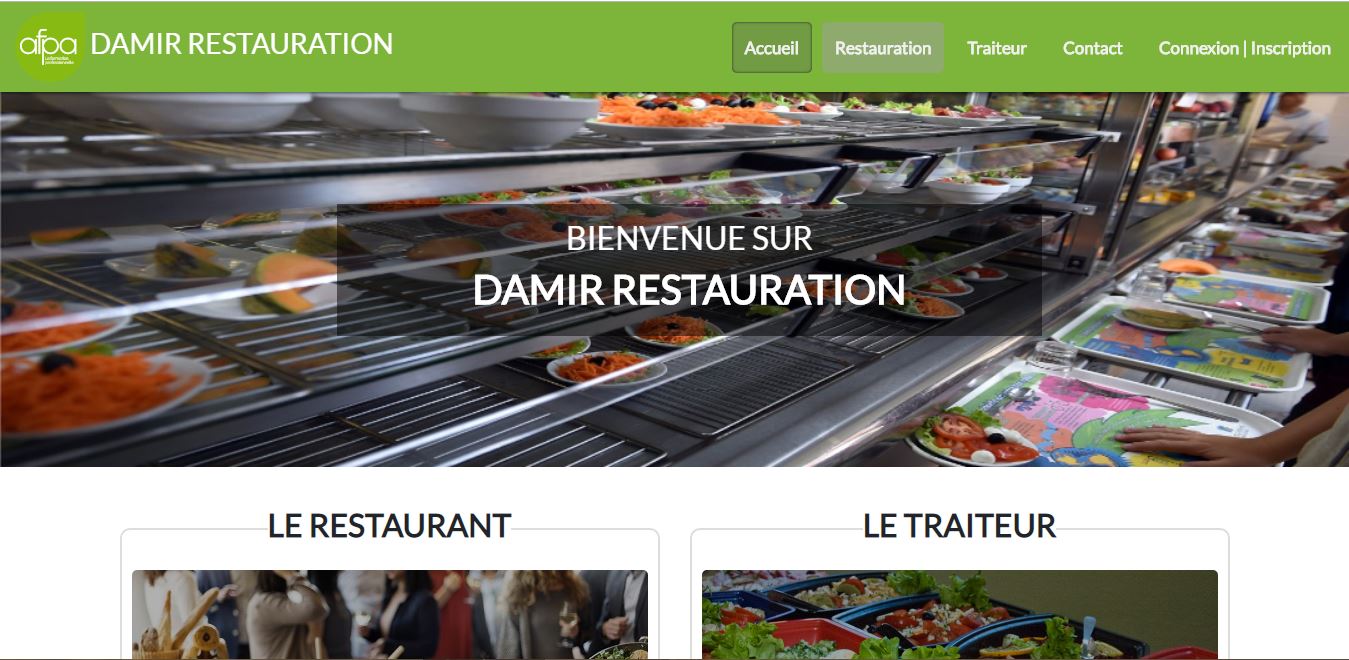 afpa
DAMIR RESTAURATION
Accueil
Restauration
Traiteur
Contact
Connexion | Inscription
BIENVENUE SUR
DAMIR RESTAURATION
LE RESTAURANT
LE TRAITEUR